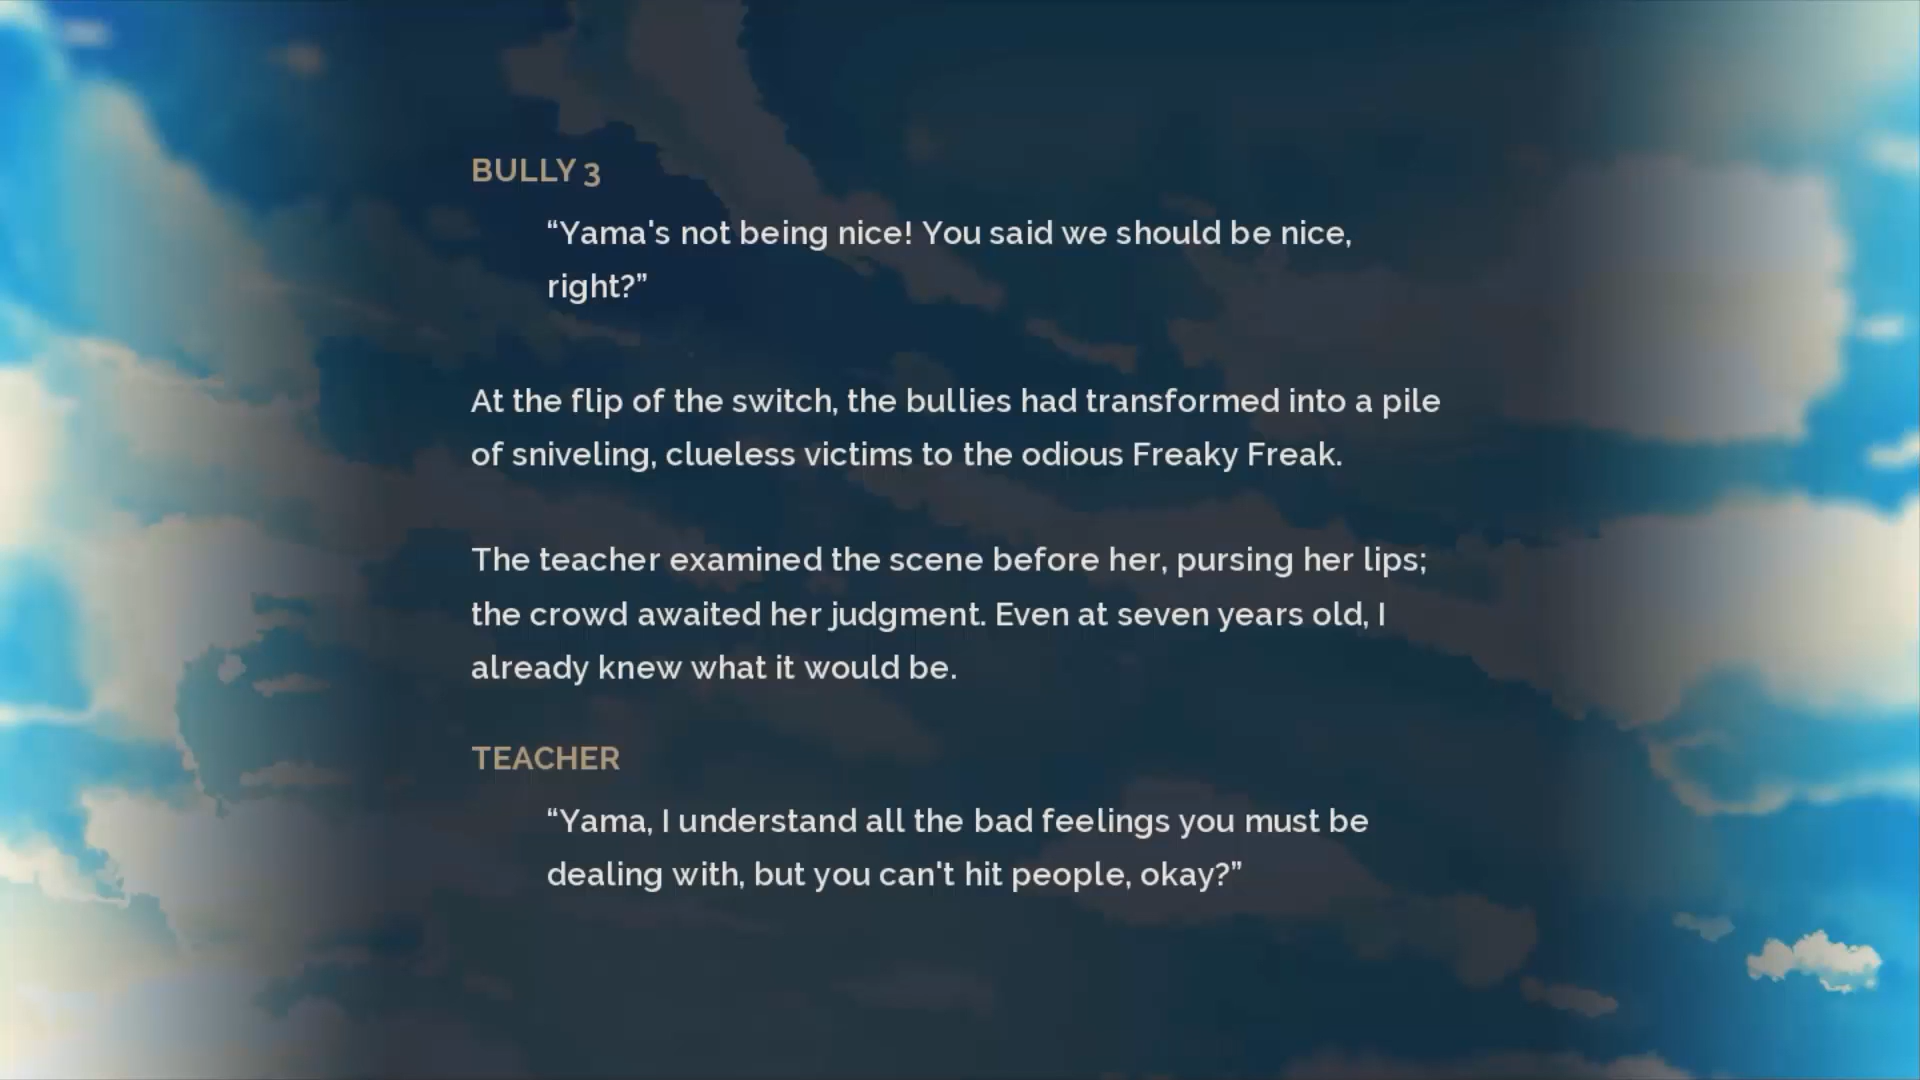 BULLY 3
“Yama's not being nice! You said we should be nice,
right?”
At the flip of the switch, the bullies had transformed into a pile
of sniveling, clueless victims to the odious Freaky Freak.
The teacher examined the scene before her, pursing her lips;
the crowd awaited her judgment. Even at seven years old, I
already knew what it would be.
TEACHER
“Yama, I understand all the bad feelings you must be
dealing with, but you can't hit people, okay?”